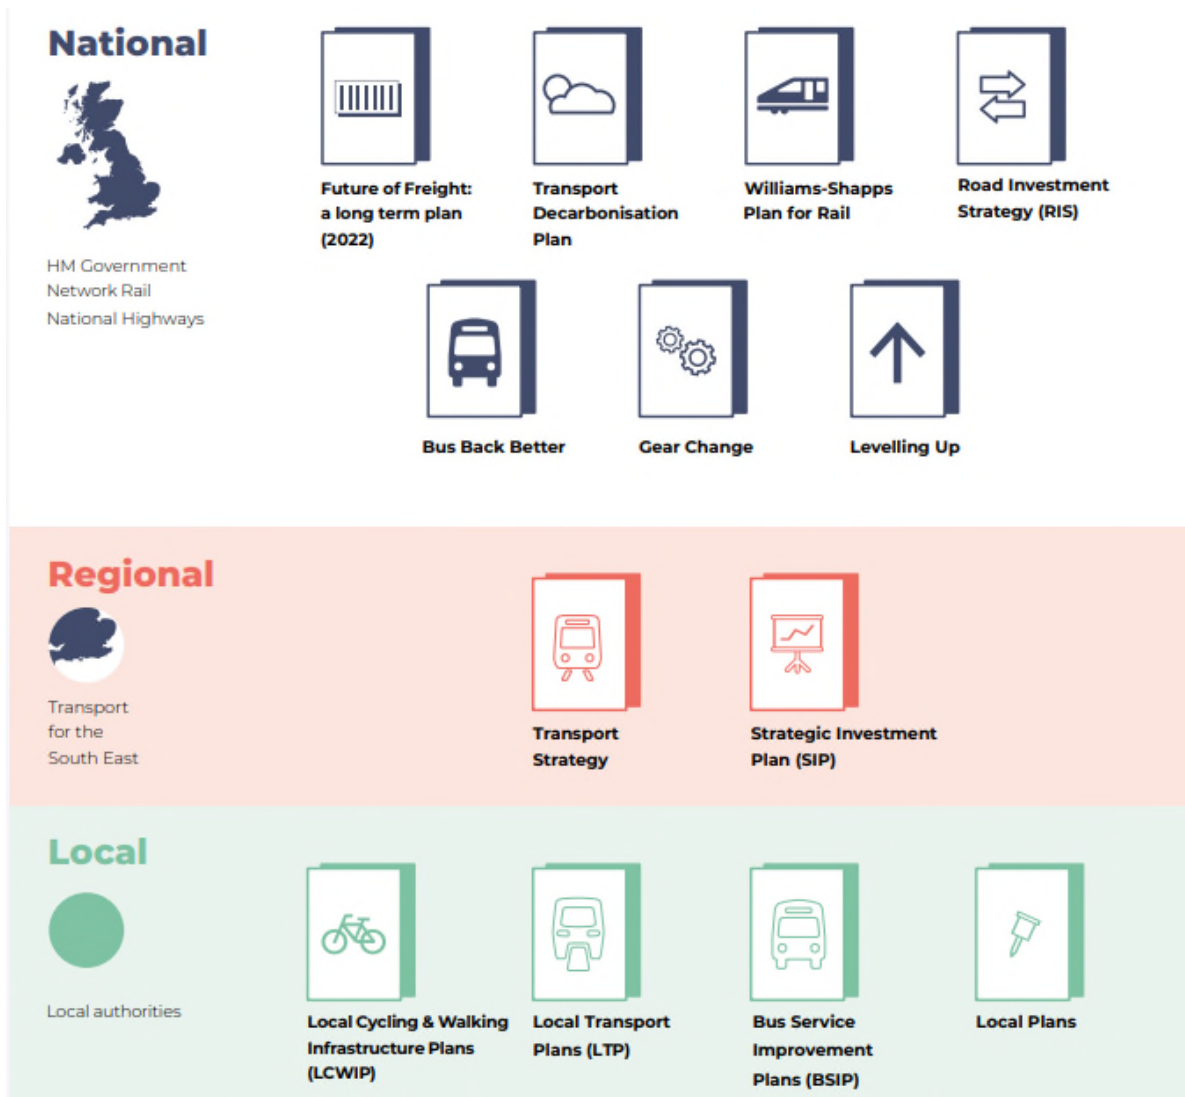 National
HM Government
Network Rail
National Highways
Future of Freight:
a long term plan
(2022)
Transport
Decarbonisation
Plan
Williams-Shapps
Plan for Rail
Road Investment
Strategy (RIS)
Bus Back Better
Gear Change
Levelling Up
Regional
Transport
for the
South East
Transport
Strategy
Strategic Investment
Plan (SIP)
Local
Local authorities
Local Cycling & Walking
Infrastructure Plans
(LCWIP)
Local Transport
Plans (LTP)
Bus Service
Improvement
Plans (BSIP)
Local Plans